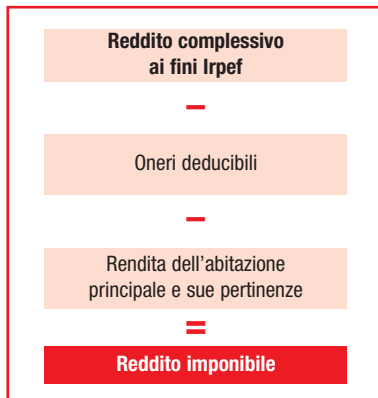 Reddito complessivo
ai fini Irpef
–
Oneri deducibili
–
Rendita dell'abitazione
principale e sue pertinenze
=
Reddito imponibile